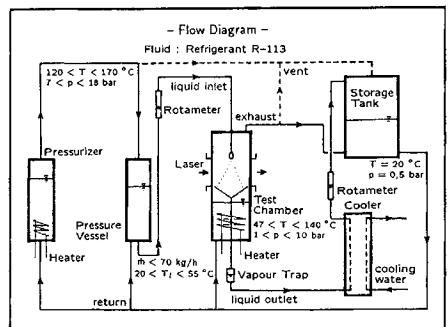 – Flow Diagram –
Fluid : Refrigerant R-113
120 < T < 170 °C
7 < p < 18 bar
vent
liquid inlet
Rotameter
exhaust
Storage
Tank
Pressurizer
Laser
T = 20 °C
p = 0,5 bar
Rotameter
Test
Chamber
Cooler
Pressure
Vessel
47 < T < 140 °C
1 < p < 10 bar
Heater
Heater
ṁ < 70 kg/h
20 < Tₗ < 55 °C
Vapour Trap
cooling
water
return
liquid outlet